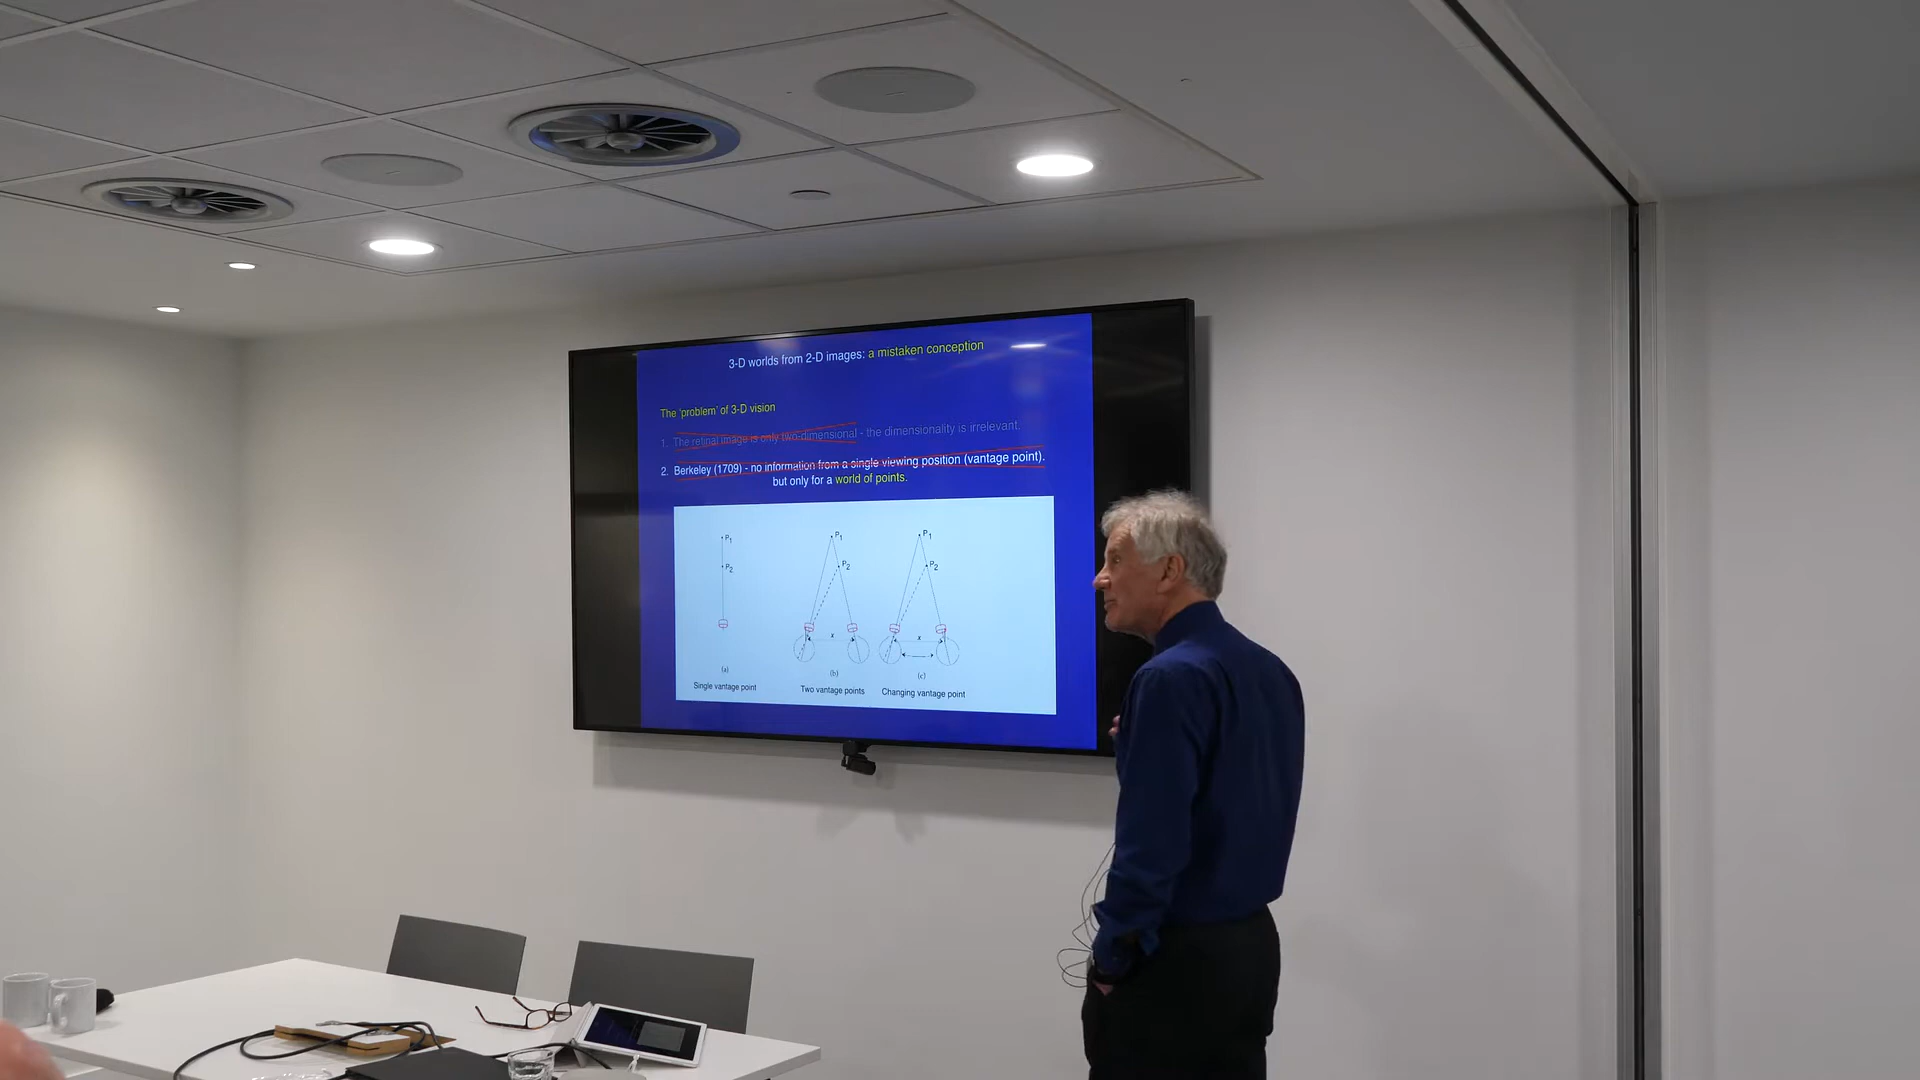 3-D worlds from 2-D images: a mistaken conception
The 'problem' of 3-D vision
1. The retinal image is only two-dimensional - the dimensionality is irrelevant.
2. Berkeley (1709) - no information from a single viewing position (vantage point).
but only for a world of points.
P1
P2
(a)
Single vantage point
P1
P2
x
(b)
Two vantage points
P1
P2
x
(c)
Changing vantage point